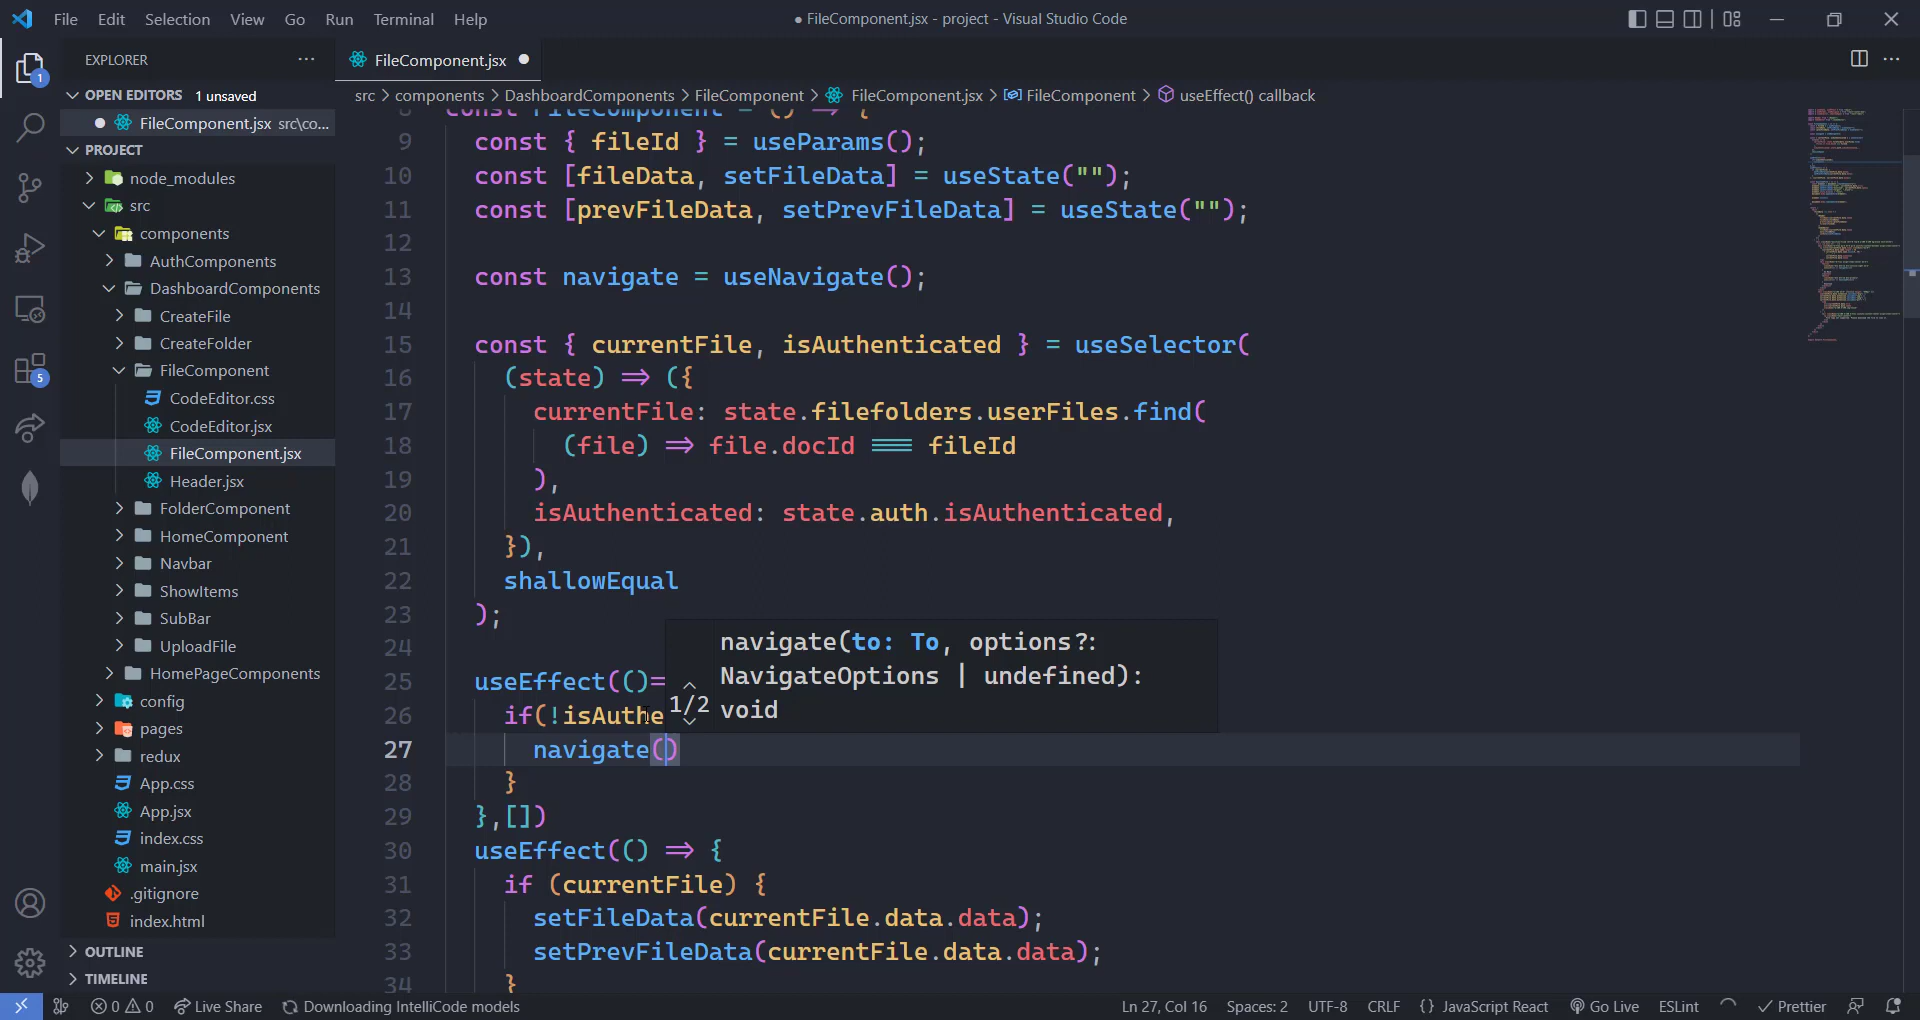 File Edit Selection View Go Run Terminal Help
● FileComponent.jsx - project - Visual Studio Code
EXPLORER
OPEN EDITORS 1 unsaved
FileComponent.jsx src\co...
PROJECT
node_modules
src
components
AuthComponents
DashboardComponents
CreateFile
CreateFolder
FileComponent
CodeEditor.css
CodeEditor.jsx
FileComponent.jsx
Header.jsx
FolderComponent
HomeComponent
Navbar
ShowItems
SubBar
UploadFile
HomePageComponents
config
pages
redux
App.css
App.jsx
index.css
main.jsx
.gitignore
index.html
OUTLINE
TIMELINE
1
5
FileComponent.jsx
src > components > DashboardComponents > FileComponent > FileComponent.jsx > FileComponent > useEffect() callback
8 const FileComponent = () => {
9 const { fileId } = useParams();
10 const [fileData, setFileData] = useState("");
11 const [prevFileData, setPrevFileData] = useState("");
12
13 const navigate = useNavigate();
14
15 const { currentFile, isAuthenticated } = useSelector(
16 (state) => ({
17 currentFile: state.filefolders.userFiles.find(
18 (file) => file.docId === fileId
19 ),
20 isAuthenticated: state.auth.isAuthenticated,
21 }),
22 shallowEqual
23 );
24
navigate(to: To, options?:
NavigateOptions | undefined):
1/2 void
25 useEffect(()=
26 if(!isAuthe
27 navigate()
28 }
29 },[])
30 useEffect(() => {
31 if (currentFile) {
32 setFileData(currentFile.data.data);
33 setPrevFileData(currentFile.data.data);
34 }
0 0 Live Share Downloading IntelliCode models
Ln 27, Col 16 Spaces: 2 UTF-8 CRLF {} JavaScript React Go Live ESLint Prettier